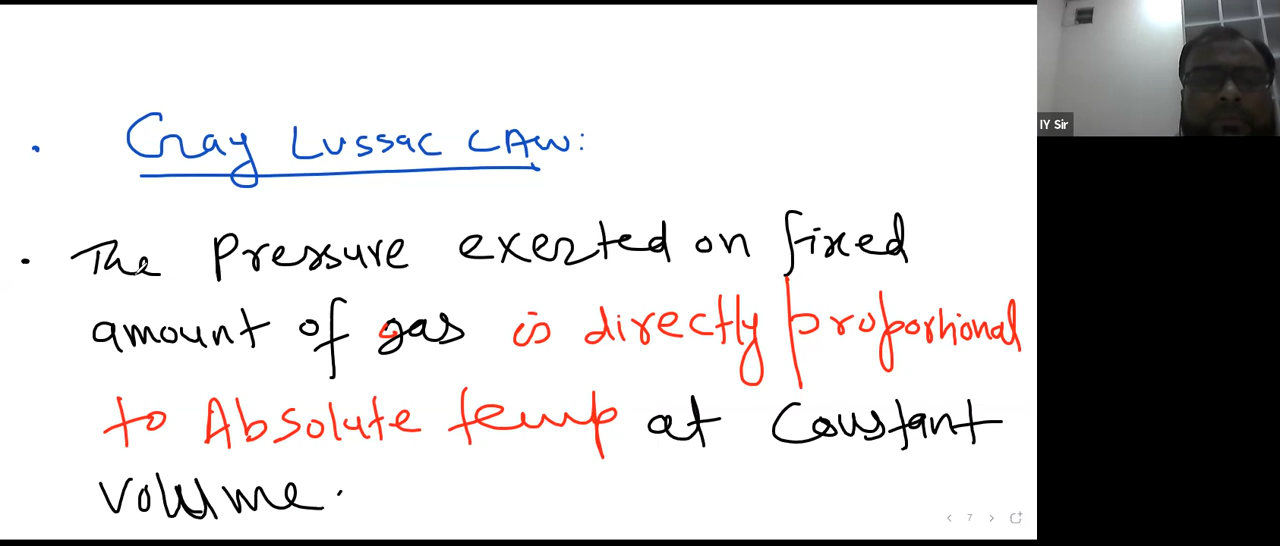 . Gay Lussac LAw:
. The Pressure exerted on fixed
amount of gas is directly proportional
to Absolute temp at Constant
volume.
IY Sir
7